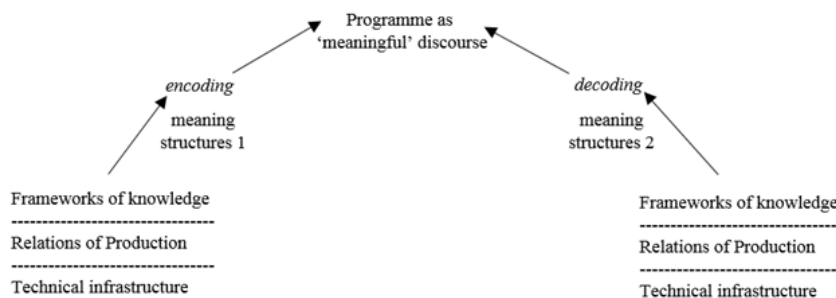 Programme as
‘meaningful’ discourse
encoding
meaning
structures 1
decoding
meaning
structures 2
Frameworks of knowledge
Relations of Production
Technical infrastructure
Frameworks of knowledge
Relations of Production
Technical infrastructure